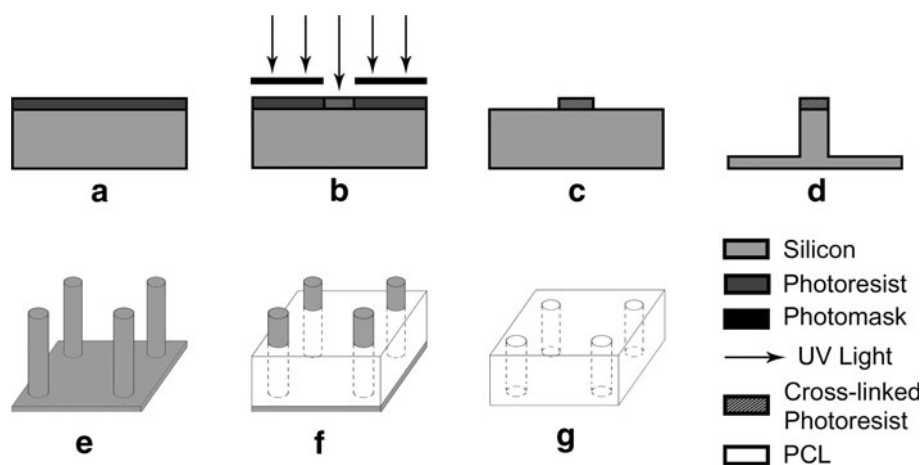 a
b
c
d
e
f
g
Silicon
Photoresist
Photomask
UV Light
Cross-linked
Photoresist
PCL